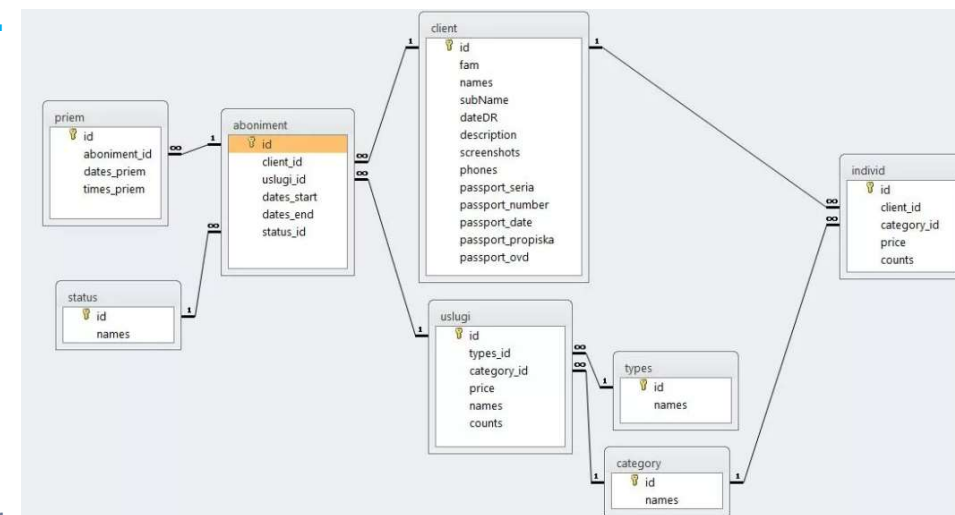 client
id
fam
names
subName
dateDR
description
screenshots
phones
passport_seria
passport_number
passport_date
passport_propiska
passport_ovd
priem
id
aboniment_id
dates_priem
times_priem
aboniment
id
client_id
uslugi_id
dates_start
dates_end
status_id
individ
id
client_id
category_id
price
counts
status
id
names
uslugi
id
types_id
category_id
price
names
counts
types
id
names
category
id
names
1
1
1
∞
∞
∞
∞
1
1
∞
∞
∞
∞
1
1
1